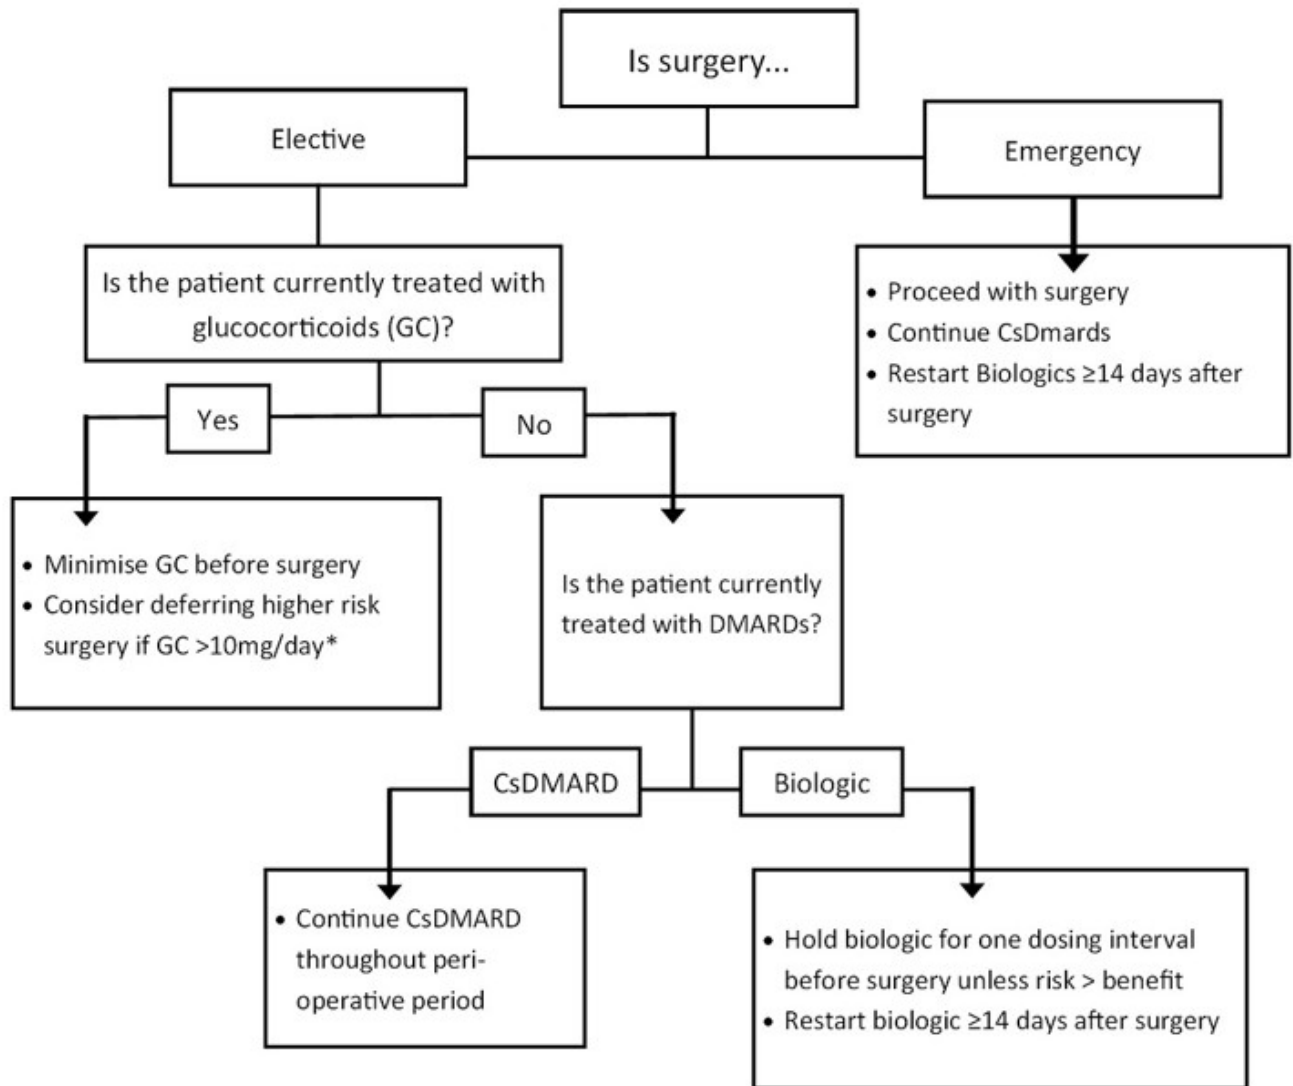 Is surgery...
Elective
Emergency
Is the patient currently treated with
glucocorticoids (GC)?
• Proceed with surgery
• Continue CsDmards
• Restart Biologics ≥14 days after
surgery
Yes
No
• Minimise GC before surgery
• Consider deferring higher risk
surgery if GC >10mg/day*
Is the patient currently
treated with DMARDs?
CsDMARD
Biologic
• Continue CsDMARD
throughout peri-
operative period
• Hold biologic for one dosing interval
before surgery unless risk > benefit
• Restart biologic ≥14 days after surgery